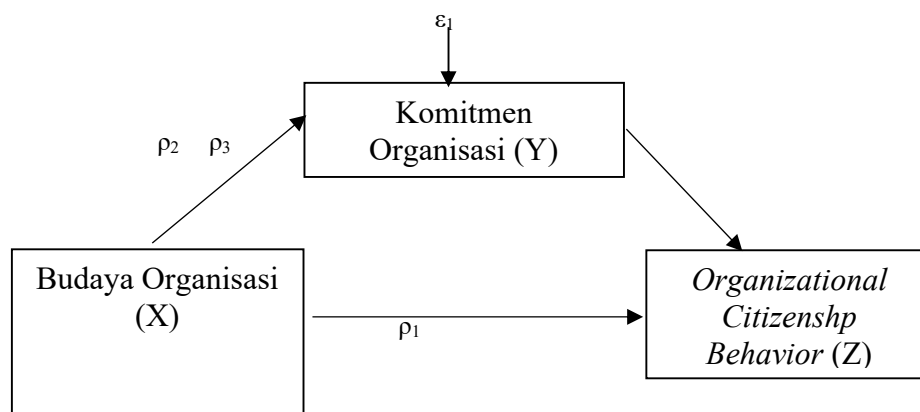 ε₁
Komitmen
Organisasi (Y)
ρ₂ ρ₃
Budaya Organisasi
(X)
Organizational
Citizenshp
Behavior (Z)
ρ₁